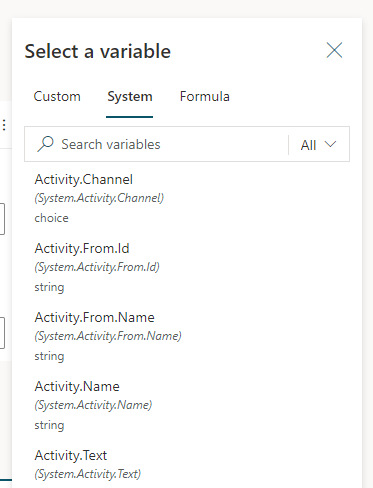 Select a variable
Custom System Formula
Search variables All
Activity.Channel
(System.Activity.Channel)
choice
Activity.From.Id
(System.Activity.From.Id)
string
Activity.From.Name
(System.Activity.From.Name)
string
Activity.Name
(System.Activity.Name)
string
Activity.Text
(System.Activity.Text)